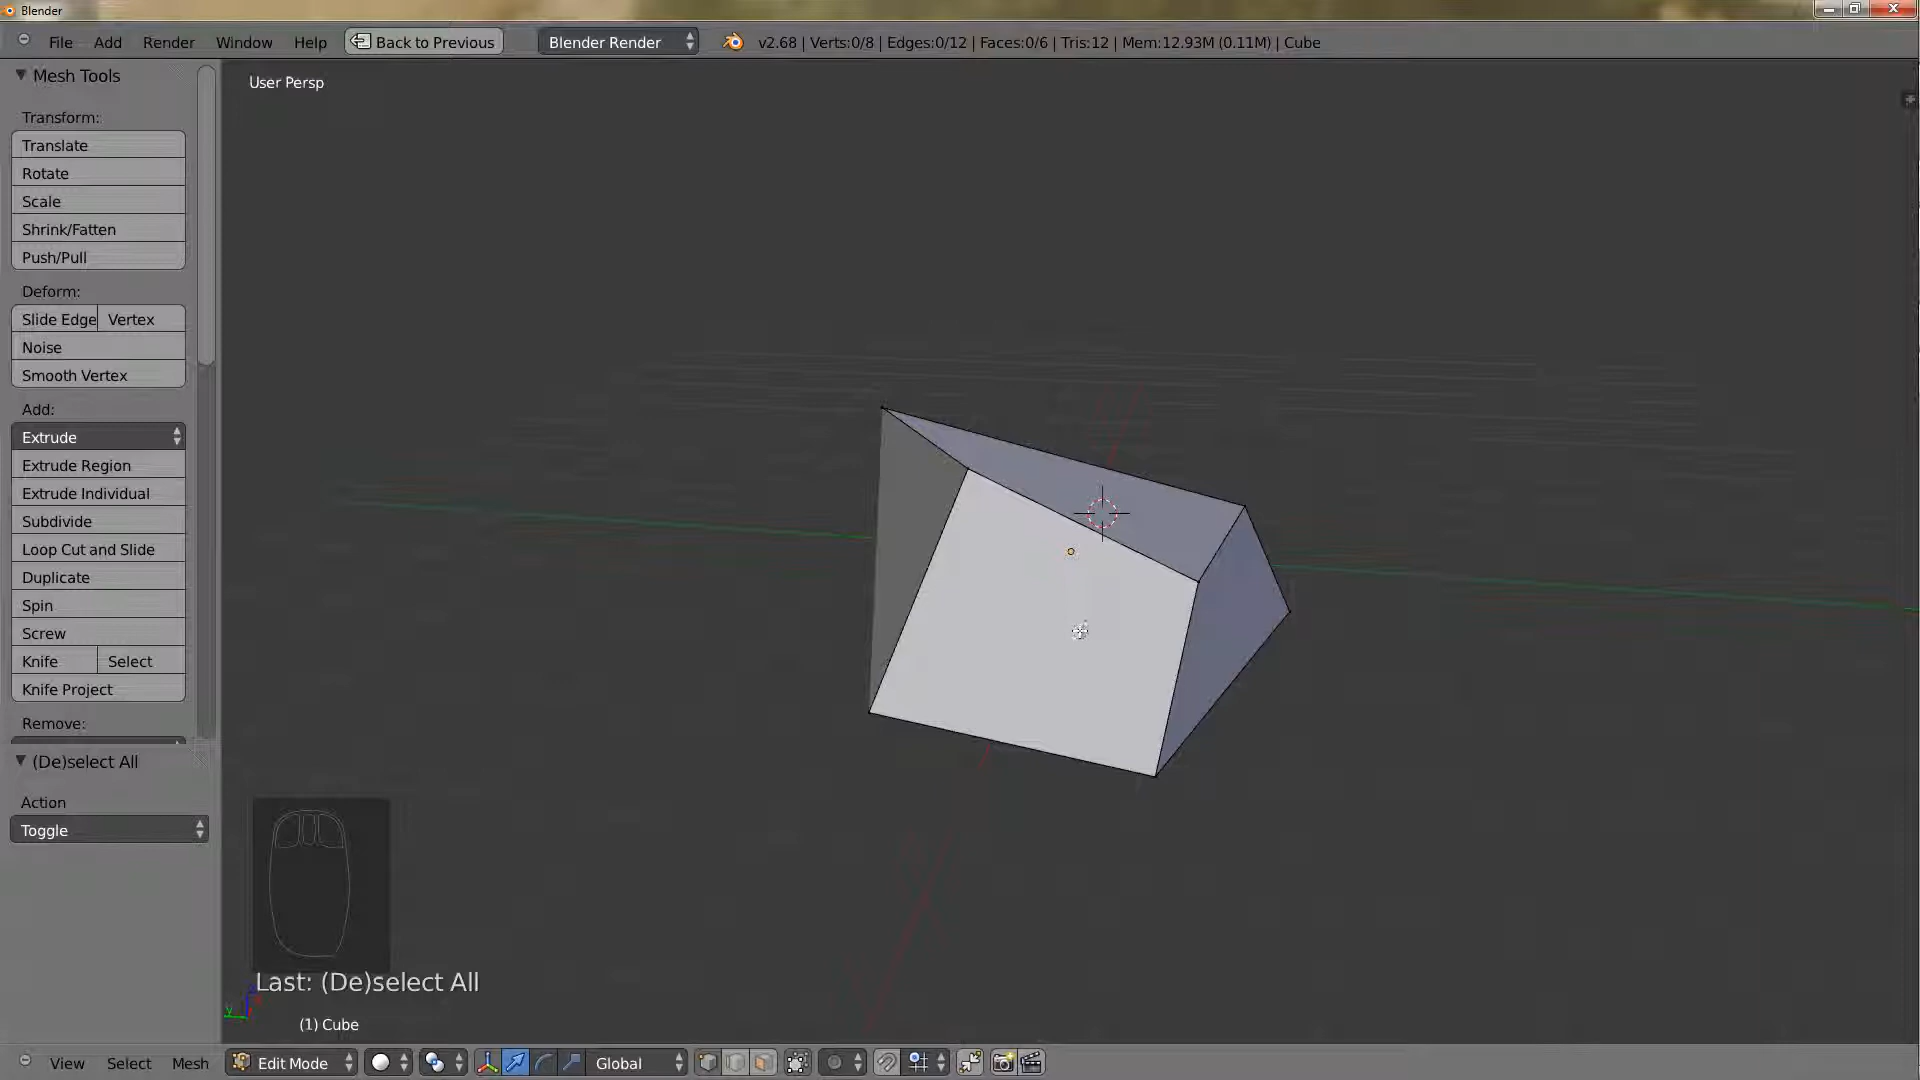 Blender
File Add Render Window Help Back to Previous Blender Render v2.68 | Verts:0/8 | Edges:0/12 | Faces:0/6 | Tris:12 | Mem:12.93M (0.11M) | Cube
Mesh Tools
User Persp
Transform:
Translate
Rotate
Scale
Shrink/Fatten
Push/Pull
Deform:
Slide Edge Vertex
Noise
Smooth Vertex
Add:
Extrude
Extrude Region
Extrude Individual
Subdivide
Loop Cut and Slide
Duplicate
Spin
Screw
Knife Select
Knife Project
Remove:
(De)select All
Action
Toggle
Last: (De)select All
y
(1) Cube
View Select Mesh Edit Mode Global